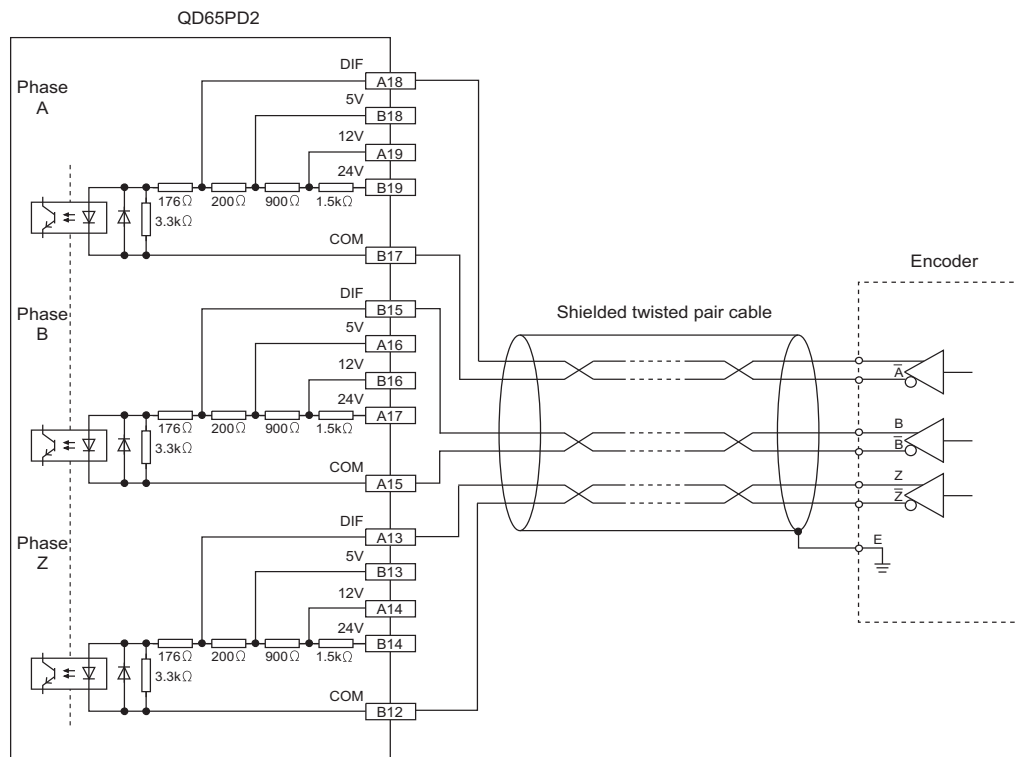 QD65PD2
Phase
A
DIF
A18
5V
B18
12V
A19
24V
B19
176Ω
200Ω
900Ω
1.5kΩ
3.3kΩ
COM
B17
Phase
B
DIF
B15
5V
A16
12V
B16
24V
A17
176Ω
200Ω
900Ω
1.5kΩ
3.3kΩ
COM
A15
Phase
Z
DIF
A13
5V
B13
12V
A14
24V
B14
176Ω
200Ω
900Ω
1.5kΩ
3.3kΩ
COM
B12
Shielded twisted pair cable
Encoder
A̅
B
B̅
Z
Z̅
E